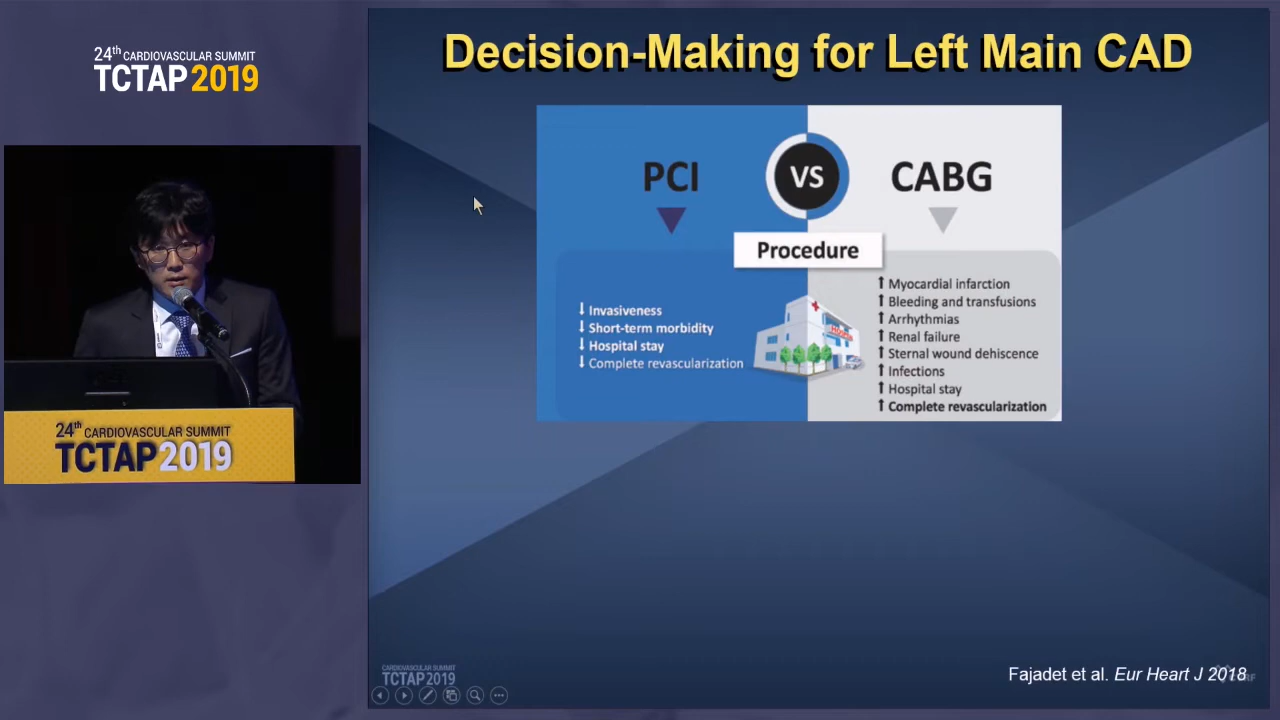 24th CARDIOVASCULAR SUMMIT
TCTAP 2019
24th CARDIOVASCULAR SUMMIT
TCTAP 2019
Decision-Making for Left Main CAD
PCI
VS
CABG
Procedure
↓ Invasiveness
↓ Short-term morbidity
↓ Hospital stay
↓ Complete revascularization
↑ Myocardial infarction
↑ Bleeding and transfusions
↑ Arrhythmias
↑ Renal failure
↑ Sternal wound dehiscence
↑ Infections
↑ Hospital stay
↑ Complete revascularization
Fajadet et al. Eur Heart J 2018
CARDIOVASCULAR SUMMIT
TCTAP 2019